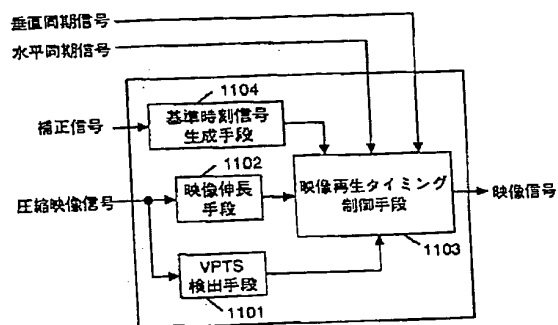 垂直同期信号
水平同期信号
1104
補正信号
基準時刻信号
生成手段
1102
圧縮映像信号
映像伸長
手段
映像再生タイミング
制御手段
映像信号
1103
VPTS
検出手段
1101